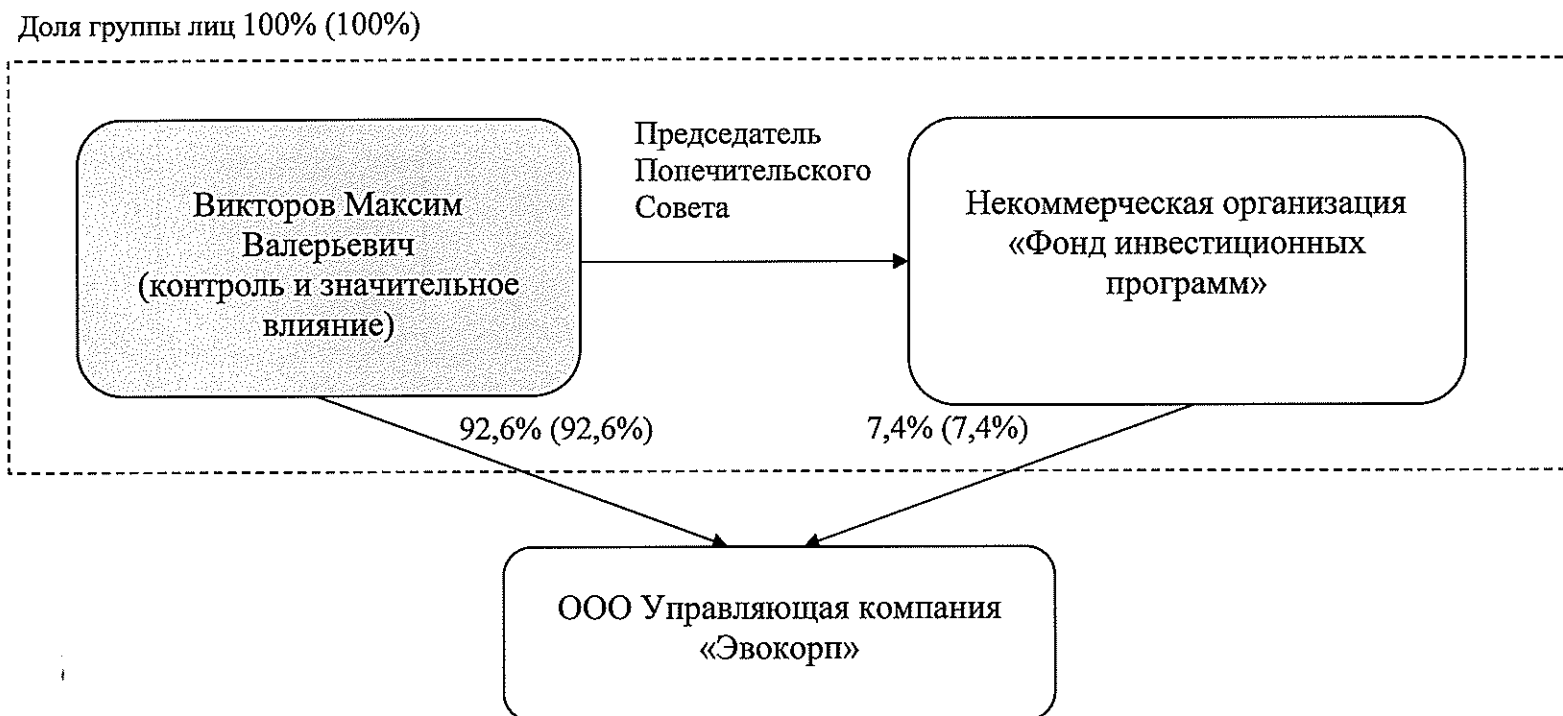 Доля группы лиц 100% (100%)
Викторов Максим
Валерьевич
(контроль и значительное
влияние)
Председатель
Попечительского
Совета
Некоммерческая организация
«Фонд инвестиционных
программ»
92,6% (92,6%)
7,4% (7,4%)
ООО Управляющая компания
«Эвокорп»